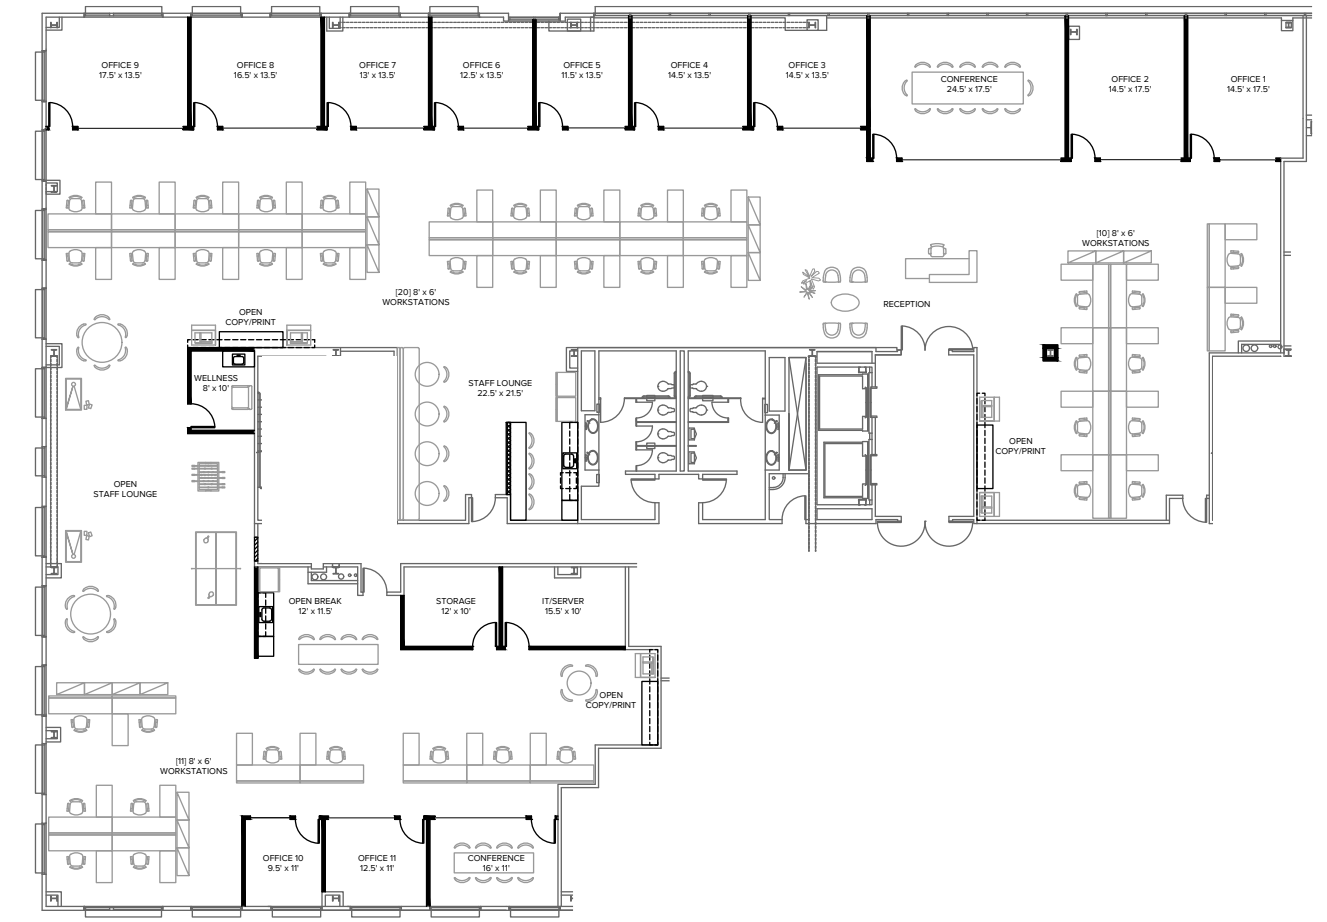 OFFICE 9
17.5' x 13.5'
OFFICE 8
16.5' x 13.5'
OFFICE 7
13' x 13.5'
OFFICE 6
12.5' x 13.5'
OFFICE 5
11.5' x 13.5'
OFFICE 4
14.5' x 13.5'
OFFICE 3
14.5' x 13.5'
CONFERENCE
24.5' x 17.5'
OFFICE 2
14.5' x 17.5'
OFFICE 1
14.5' x 17.5'
[10] 8' x 6'
WORKSTATIONS
[20] 8' x 6'
WORKSTATIONS
RECEPTION
OPEN
COPY/PRINT
WELLNESS
8' x 10'
STAFF LOUNGE
22.5' x 21.5'
OPEN
COPY/PRINT
OPEN
STAFF LOUNGE
OPEN BREAK
12' x 11.5'
STORAGE
12' x 10'
IT/SERVER
15.5' x 10'
OPEN
COPY/PRINT
[11] 8' x 6'
WORKSTATIONS
OFFICE 10
9.5' x 11'
OFFICE 11
12.5' x 11'
CONFERENCE
16' x 11'